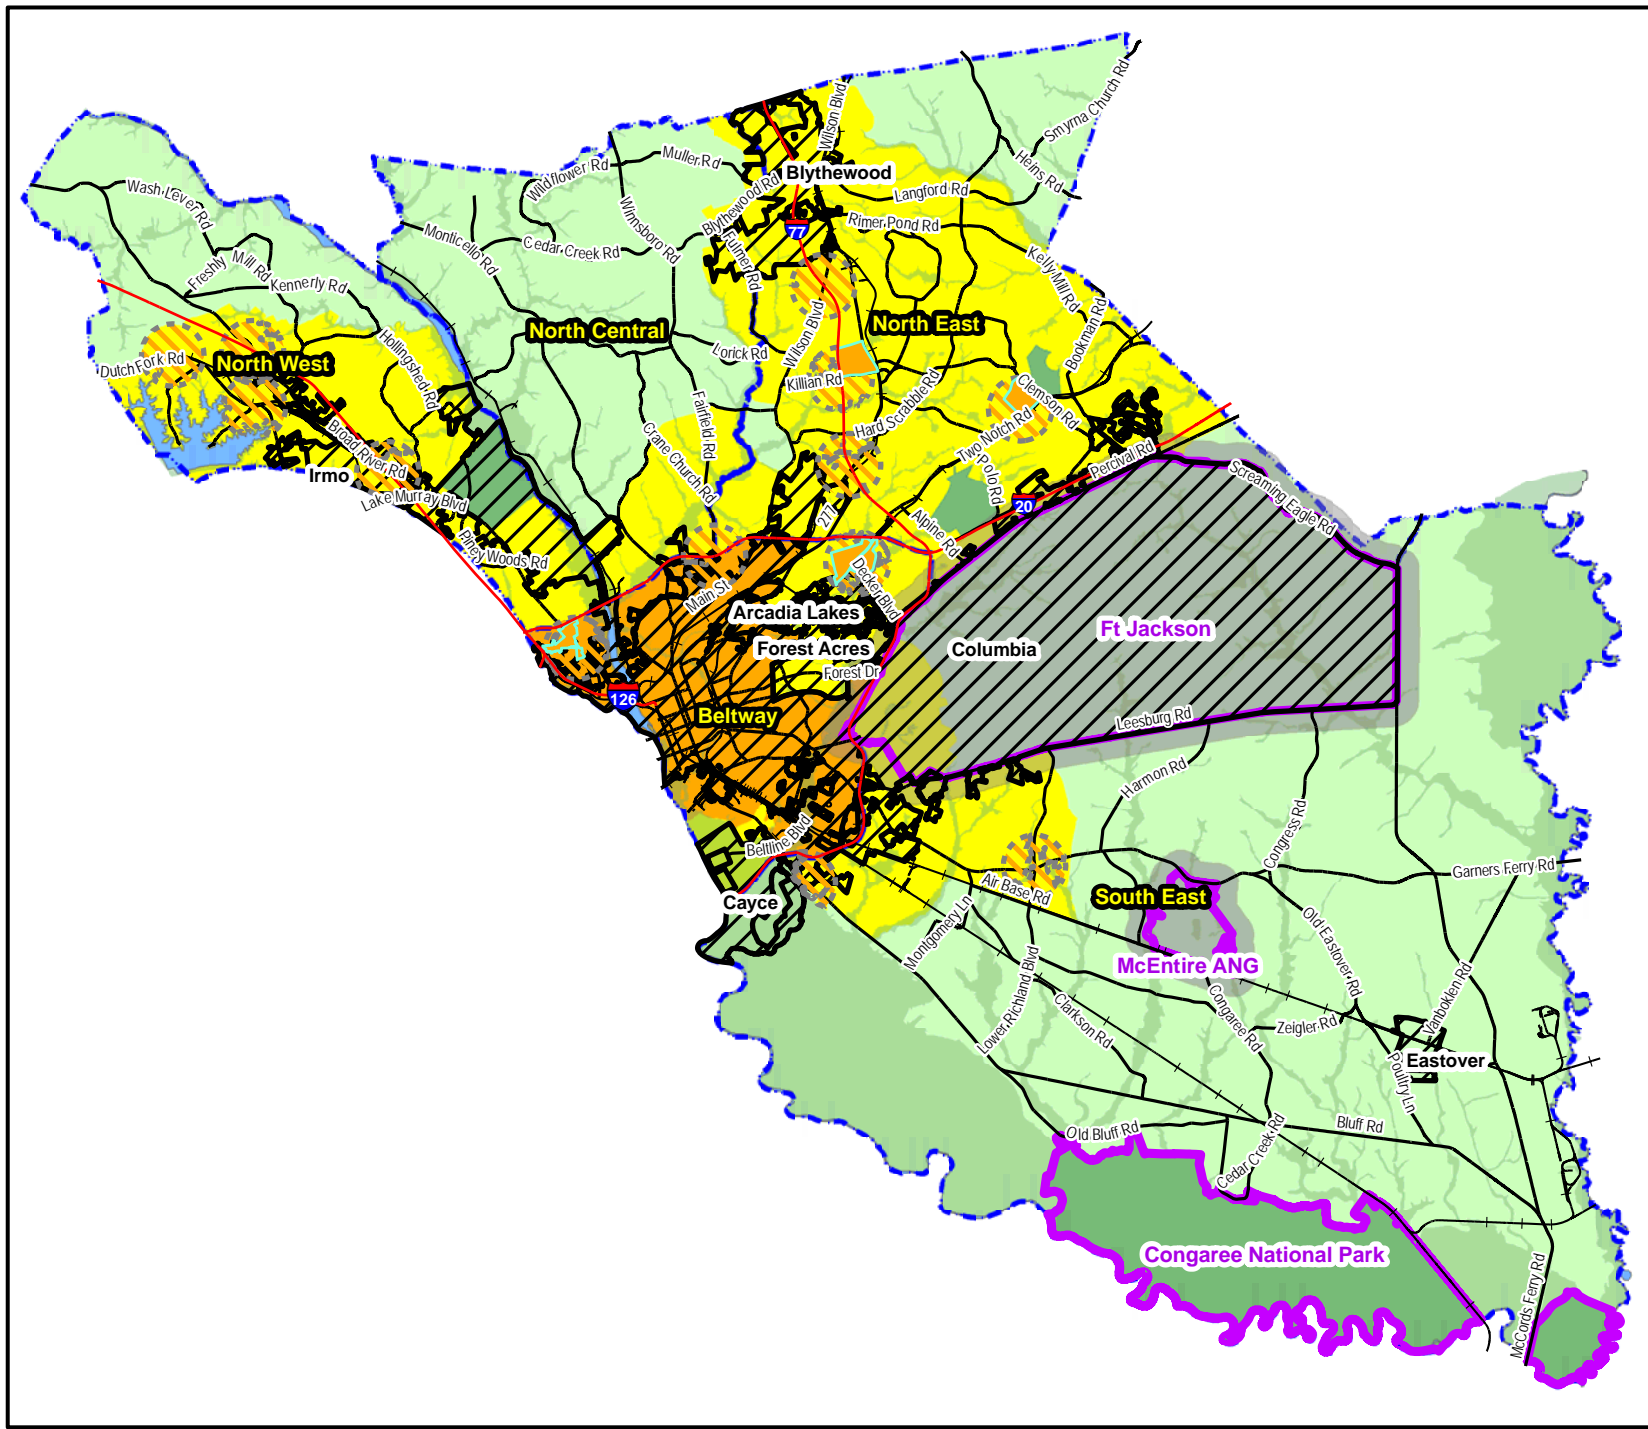 Smyrna Church Rd
Wilson Blvd
Muller Rd
Wildflower Rd
Heins Rd
Blythewood
Wash Lever Rd
Langford Rd
Winnsboro Rd
Blythewood Rd
Rimer Pond Rd
77
Monticello Rd
Cedar Creek Rd
Fulmer Rd
Freshly
Mill Rd
Kennerly Rd
Kelly Mill Rd
Bookman Rd
North Central
North East
Wilson Blvd
Hollingshed Rd
Lorick Rd
Dutch Fork Rd
North West
Killian Rd
Clemson Rd
Hard Scrabble Rd
Fairfield Rd
Two Notch Rd
Crane Church Rd
Broad River Rd
Percival Rd
Polo Rd
Irmo
Screaming Eagle Rd
Lake Murray Blvd
20
277
Alpine Rd
Piney Woods Rd
Decker Blvd
Main St
Arcadia Lakes
Ft Jackson
Forest Acres
Columbia
Forest Dr
126
Beltway
Leesburg Rd
Harmon Rd
Beltline Blvd
Congress Rd
Garners Ferry Rd
Air Base Rd
Cayce
South East
Montgomery Ln
Old Eastover Rd
McEntire ANG
Vanboklen Rd
Lower Richland Blvd
Clarkson Rd
Congaree Rd
Zeigler Rd
Eastover
Poultry Ln
Old Bluff Rd
Bluff Rd
Cedar Creek Rd
Congaree National Park
McCords Ferry Rd